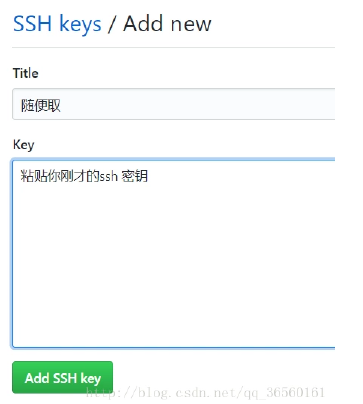 SSH keys / Add new
Title
随便取
Key
粘贴你刚才的ssh 密钥
Add SSH key
http://blog.csdn.net/qq_36560161